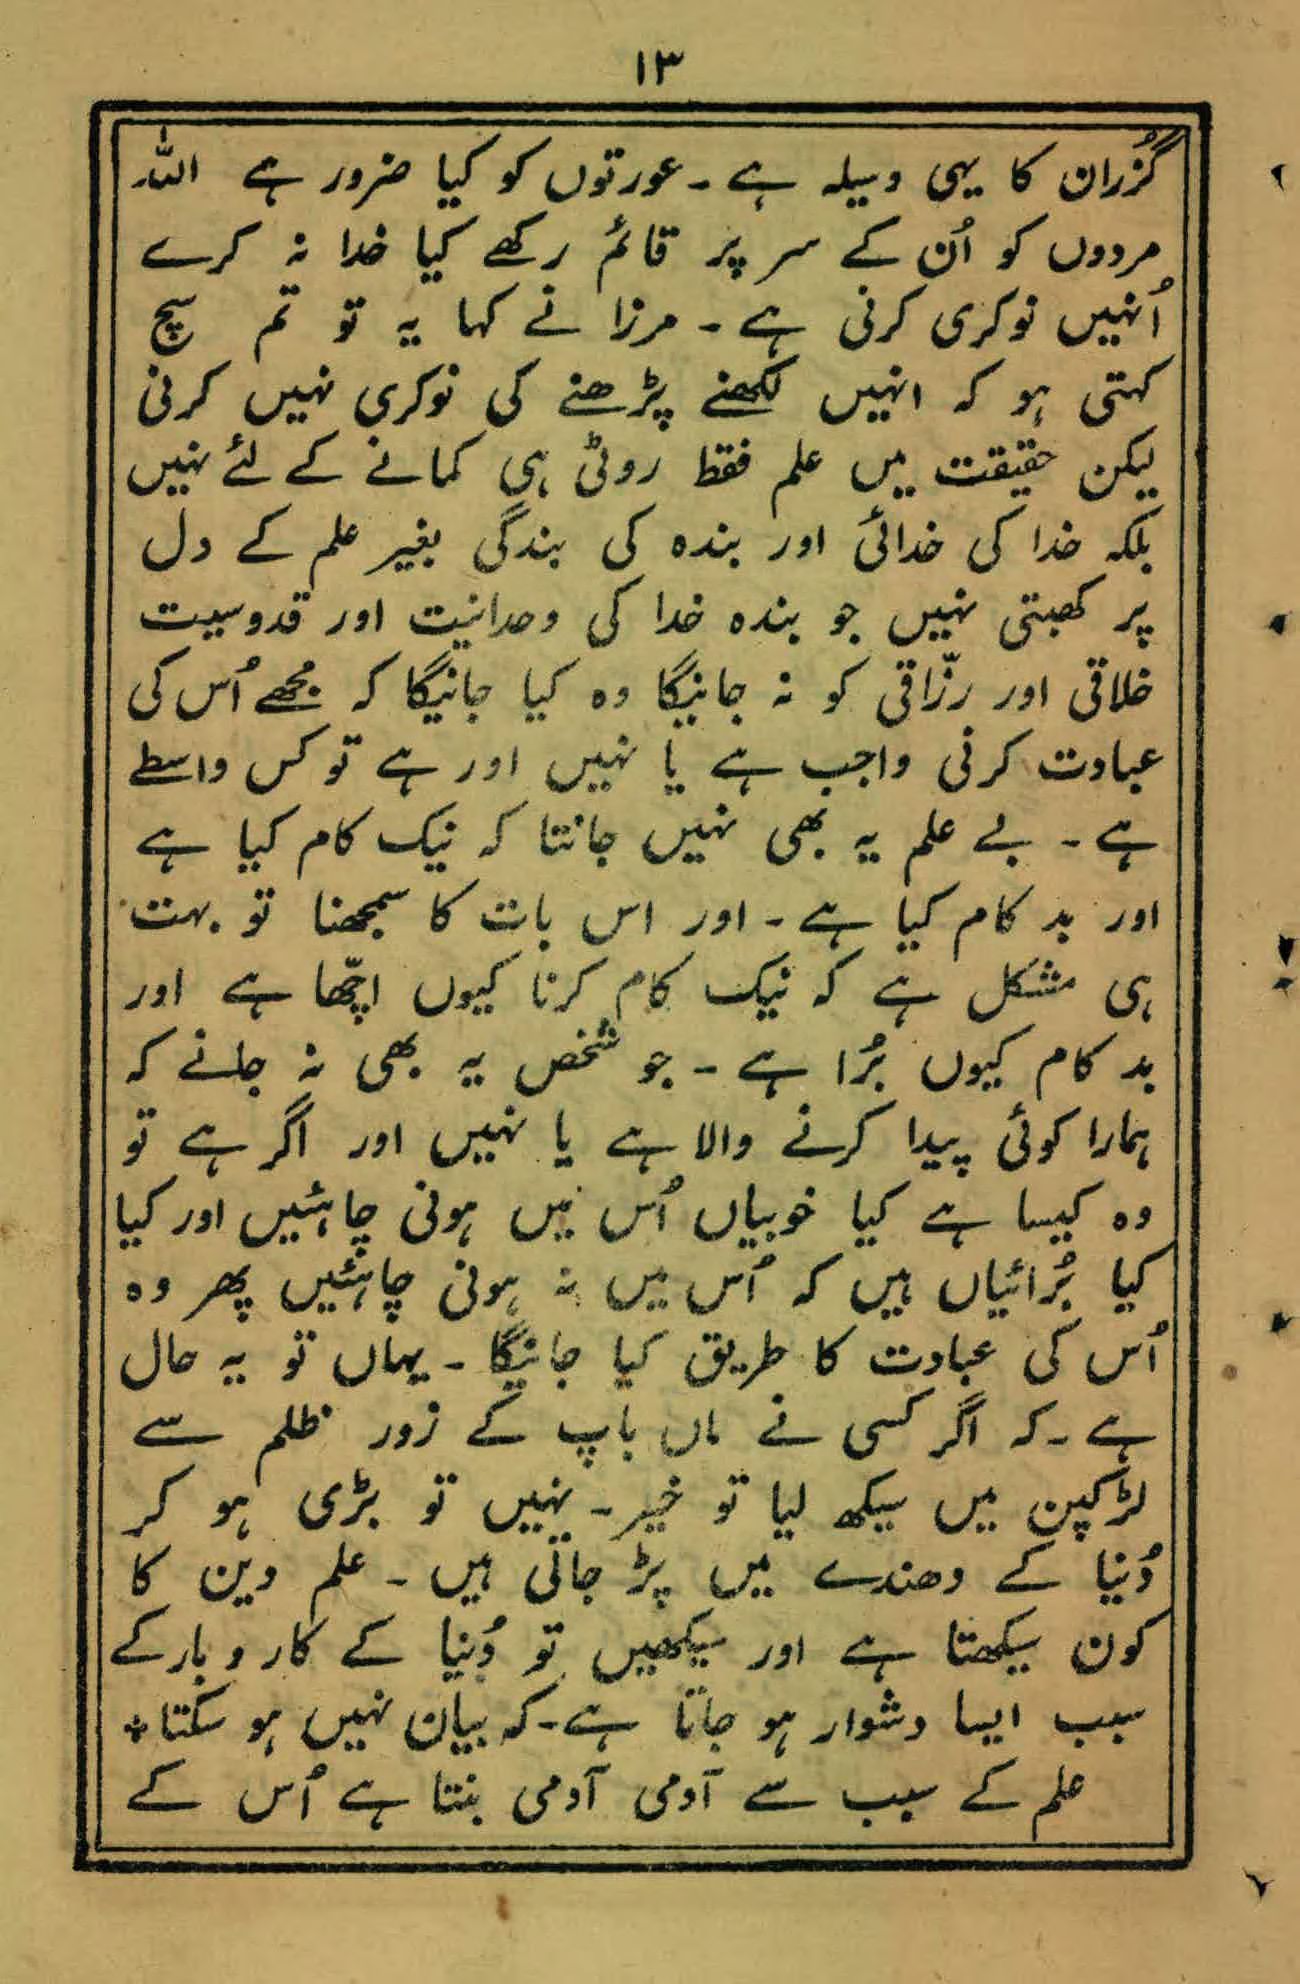 ۱۳
گُزران کا یہی وسیلہ ہے ۔ عورتوں کو کیا ضرور ہے اللہ
مردوں کو اُن کے سر پر قائم رکھے کیا خدا نہ کرے
اُنہیں نوکری کرنی ہے ۔ مرزا نے کہا یہ تو تم سچ
کہتی ہو کہ انہیں لکھنے پڑھنے کی نوکری نہیں کرنی
لیکن حقیقت میں علم فقط روٹی ہی کمانے کے لئے نہیں
بلکہ خدا کی خدائی اور بندہ کی بندگی بغیر علم کے دل
پر کھبتی نہیں جو بندہ خدا کی وحدانیت اور قدوسیت
خلاقی اور رزّاقی کو نہ جانیگا وہ کیا جانیگا کہ مجھے اُس کی
عبادت کرنی واجب ہے یا نہیں اور ہے تو کس واسطے
ہے ۔ بے علم یہ بھی نہیں جانتا کہ نیک کام کیا ہے
اور بد کام کیا ہے ۔ اور اس بات کا سمجھنا تو بہت
ہی مشکل ہے کہ نیک کام کرنا کیوں اچّھا ہے اور
بد کام کیوں بُرا ہے ۔ جو شخص یہ بھی نہ جانے کہ
ہمارا کوئی پیدا کرنے والا ہے یا نہیں اور اگر ہے تو
وہ کیسا ہے کیا خوبیاں اُس میں ہونی چاہئیں اور کیا
کیا بُرائیاں ہیں کہ اُس میں نہ ہونی چاہئیں پھر وہ
اُس کی عبادت کا طریق کیا جانیگا ۔ یہاں تو یہ حال
ہے ۔ کہ اگر کسی نے ماں باپ کے زور ظلم سے
لڑکپن میں سیکھ لیا تو خیر ۔ نہیں تو بڑی ہو کر
دُنیا کے دھندے میں پڑ جاتی ہیں ۔ علم دین کا
کون سیکھتا ہے اور سیکھیں تو دُنیا کے کار و بار کے
سبب ایسا دشوار ہو جاتا ہے ۔ کہ بیان نہیں ہو سکتا *
علم کے سبب سے آدمی آدمی بنتا ہے اُس کے